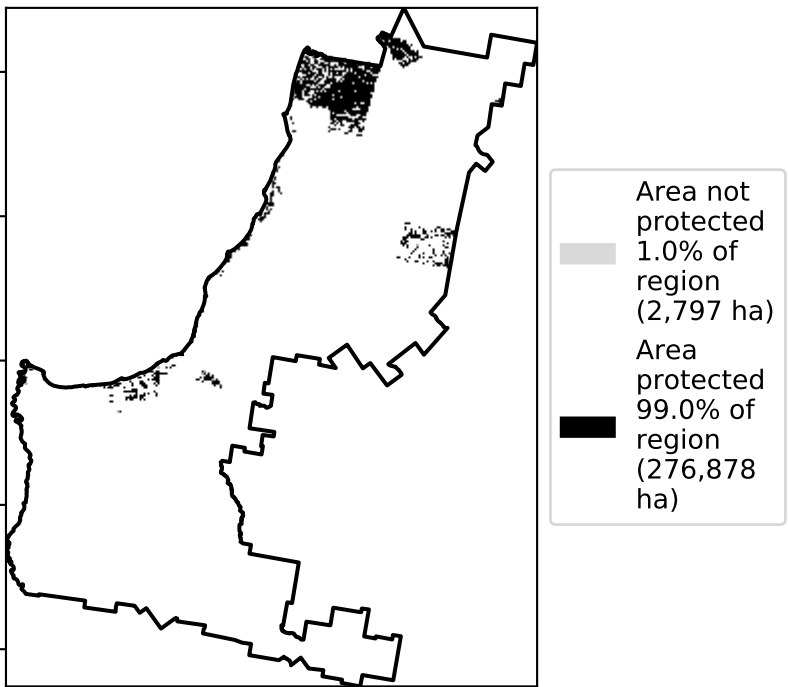 Area not
protected
1.0% of
region
(2,797 ha)
Area
protected
99.0% of
region
(276,878
ha)